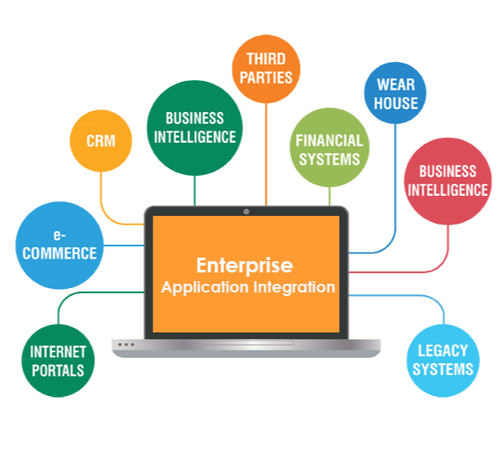 THIRD
PARTIES
WEAR
HOUSE
BUSINESS
INTELLIGENCE
CRM
FINANCIAL
SYSTEMS
BUSINESS
INTELLIGENCE
e-
COMMERCE
Enterprise
Application Integration
INTERNET
PORTALS
LEGACY
SYSTEMS